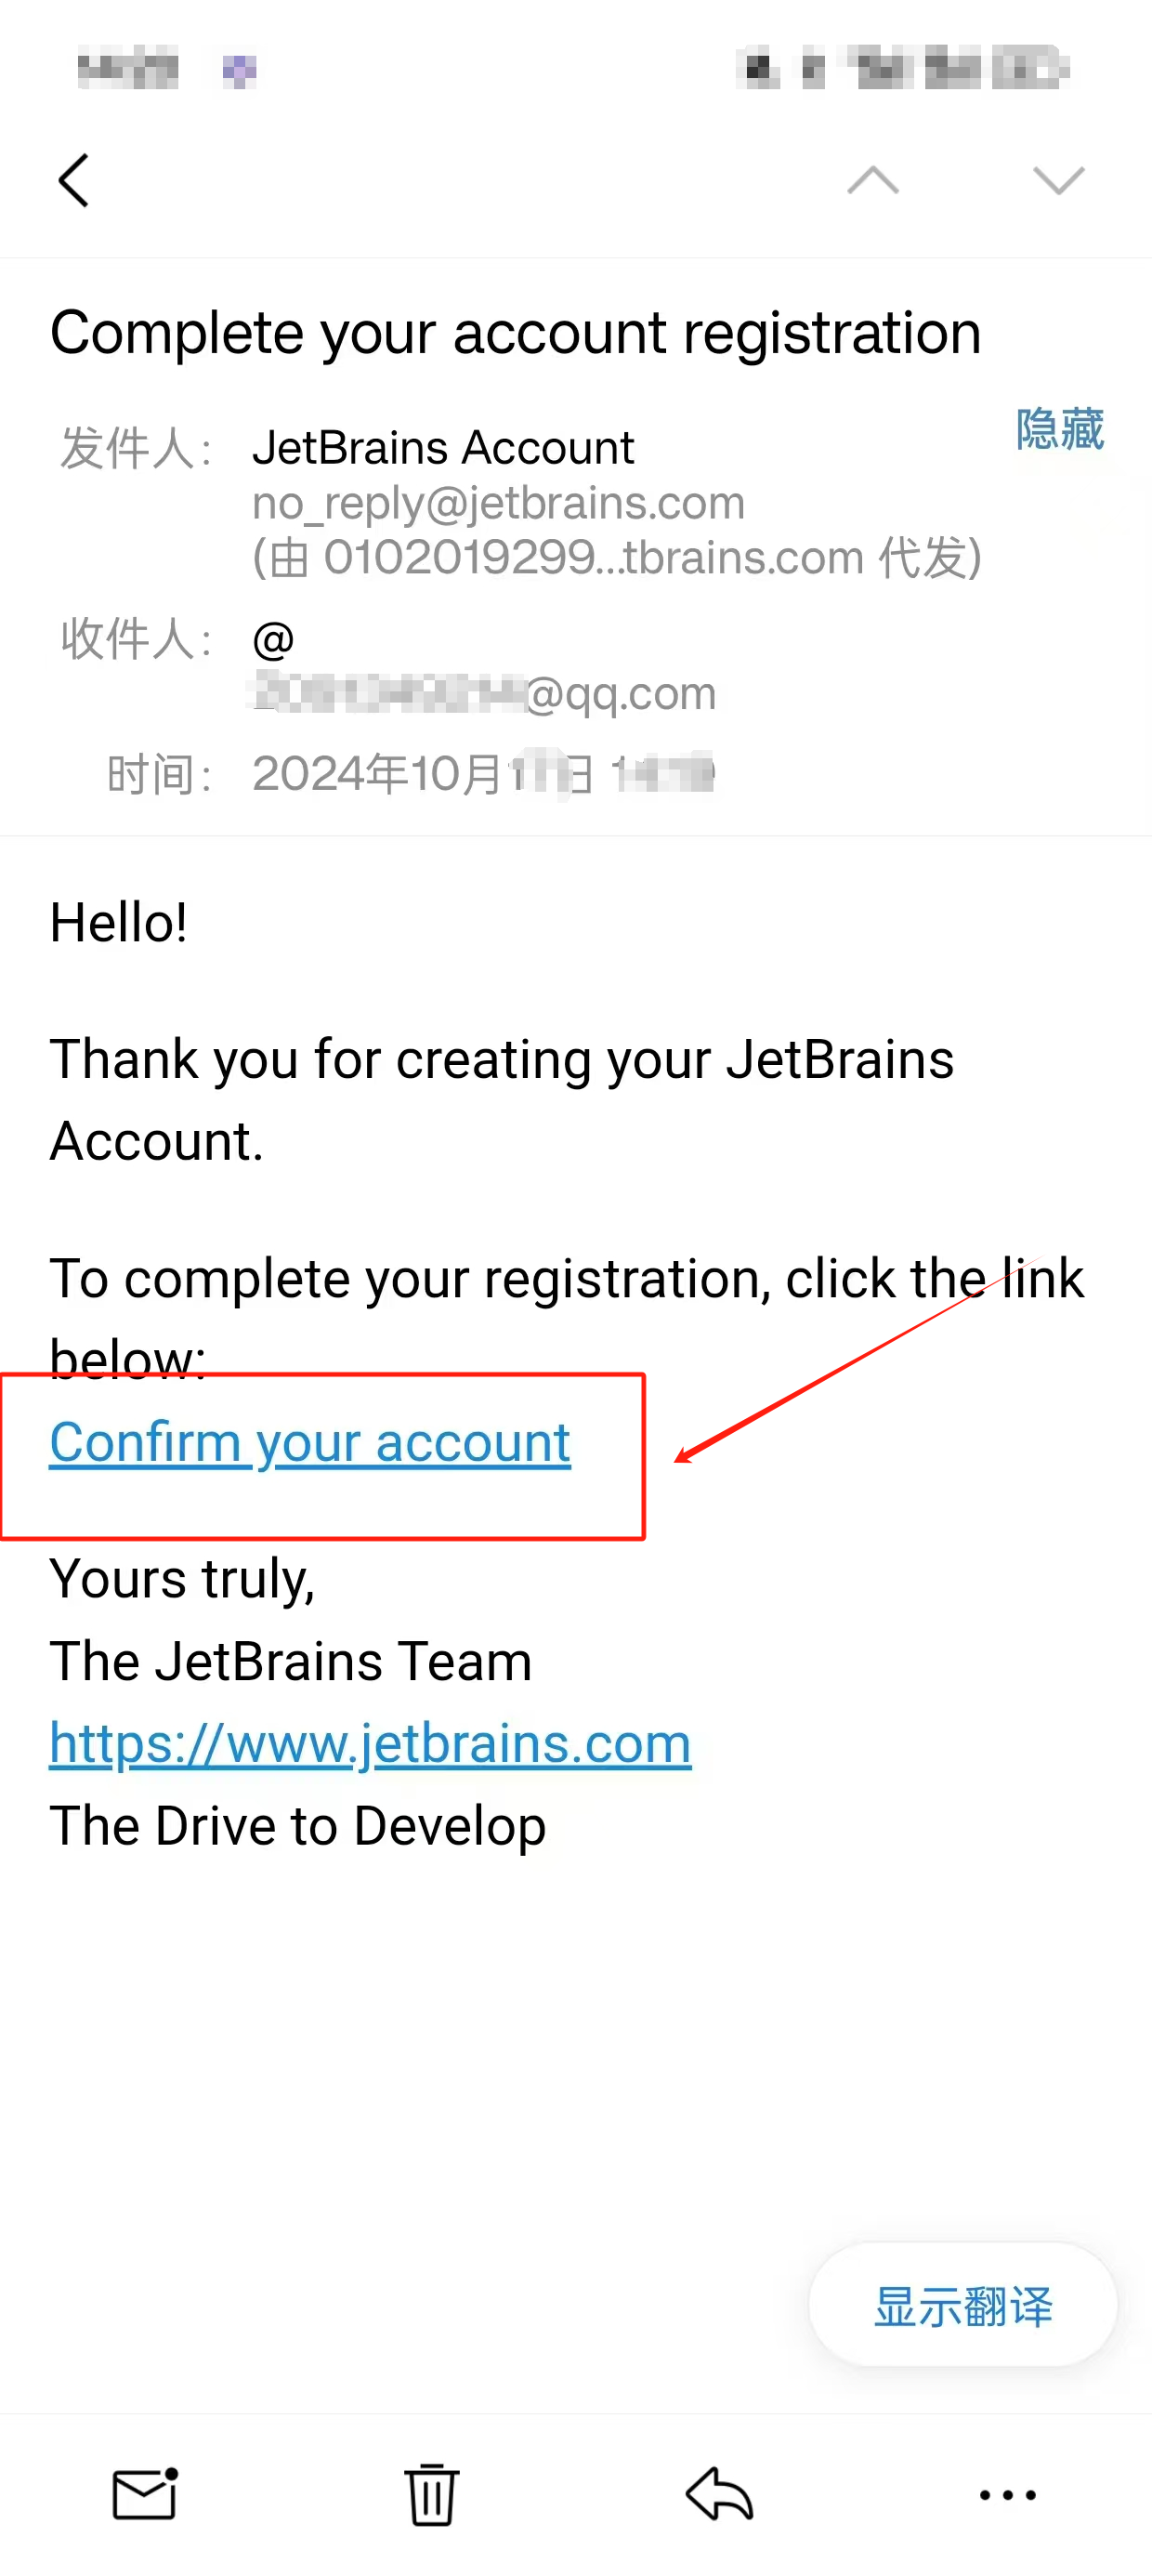 Complete your account registration
隐藏
发件人： JetBrains Account
no_reply@jetbrains.com
(由 0102019299...tbrains.com 代发)
收件人： @
@qq.com
时间： 2024年10月 日
Hello!
Thank you for creating your JetBrains
Account.
To complete your registration, click the link
below:
Confirm your account
Yours truly,
The JetBrains Team
https://www.jetbrains.com
The Drive to Develop
显示翻译